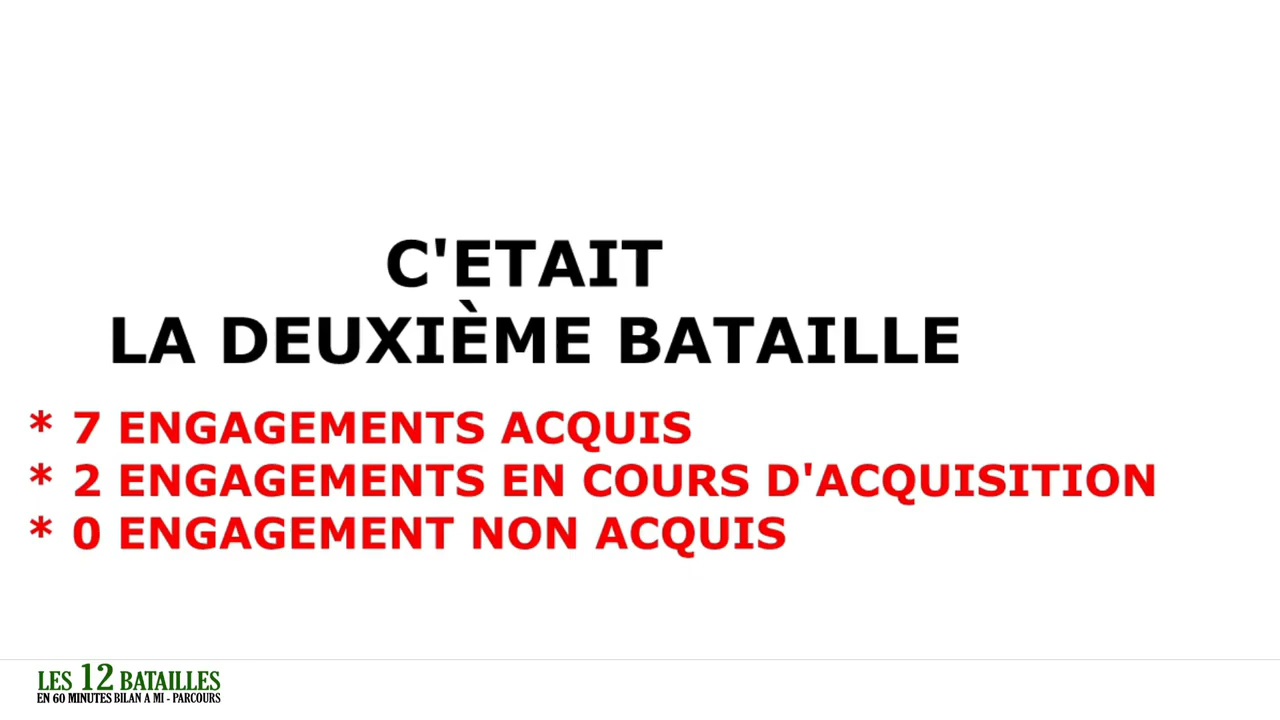 C'ETAIT
LA DEUXIÈME BATAILLE
* 7 ENGAGEMENTS ACQUIS
* 2 ENGAGEMENTS EN COURS D'ACQUISITION
* 0 ENGAGEMENT NON ACQUIS
LES 12 BATAILLES
EN 60 MINUTES BILAN A MI - PARCOURS